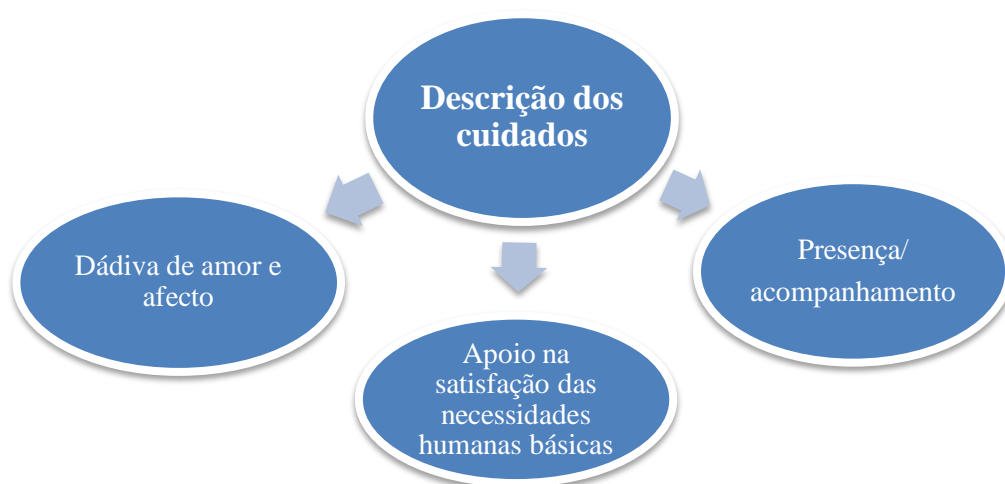 Descrição dos
cuidados
Dádiva de amor e
afecto
Apoio na
satisfação das
necessidades
humanas básicas
Presença/
acompanhamento